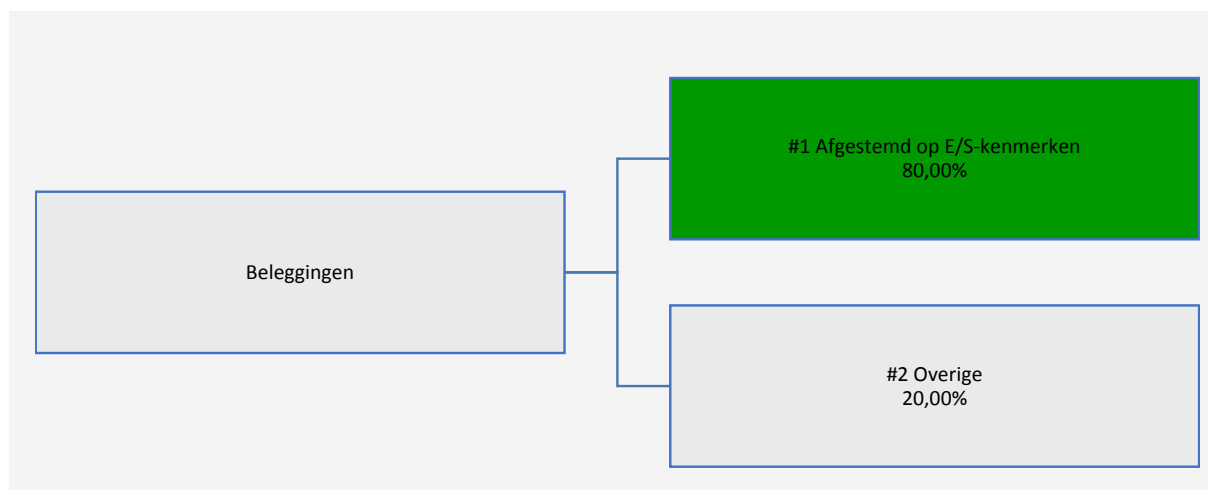 Beleggingen
#1 Afgestemd op E/S-kenmerken
80,00%
#2 Overige
20,00%